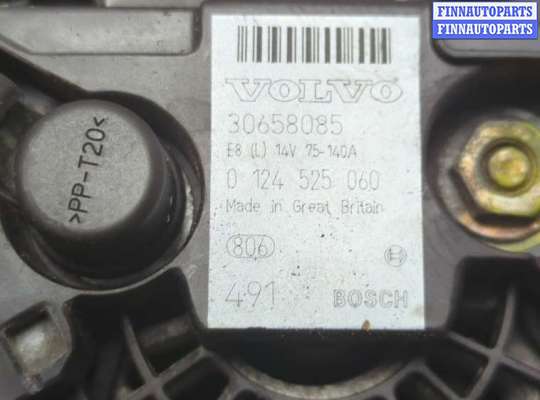 FINNAUTOPARTS
FINNAUTOPARTS
VOLVO
30658085
E8 (L) 14V 75-140A
0 124 525 060
Made in Great Britain
806
491
BOSCH
>PP-T20<